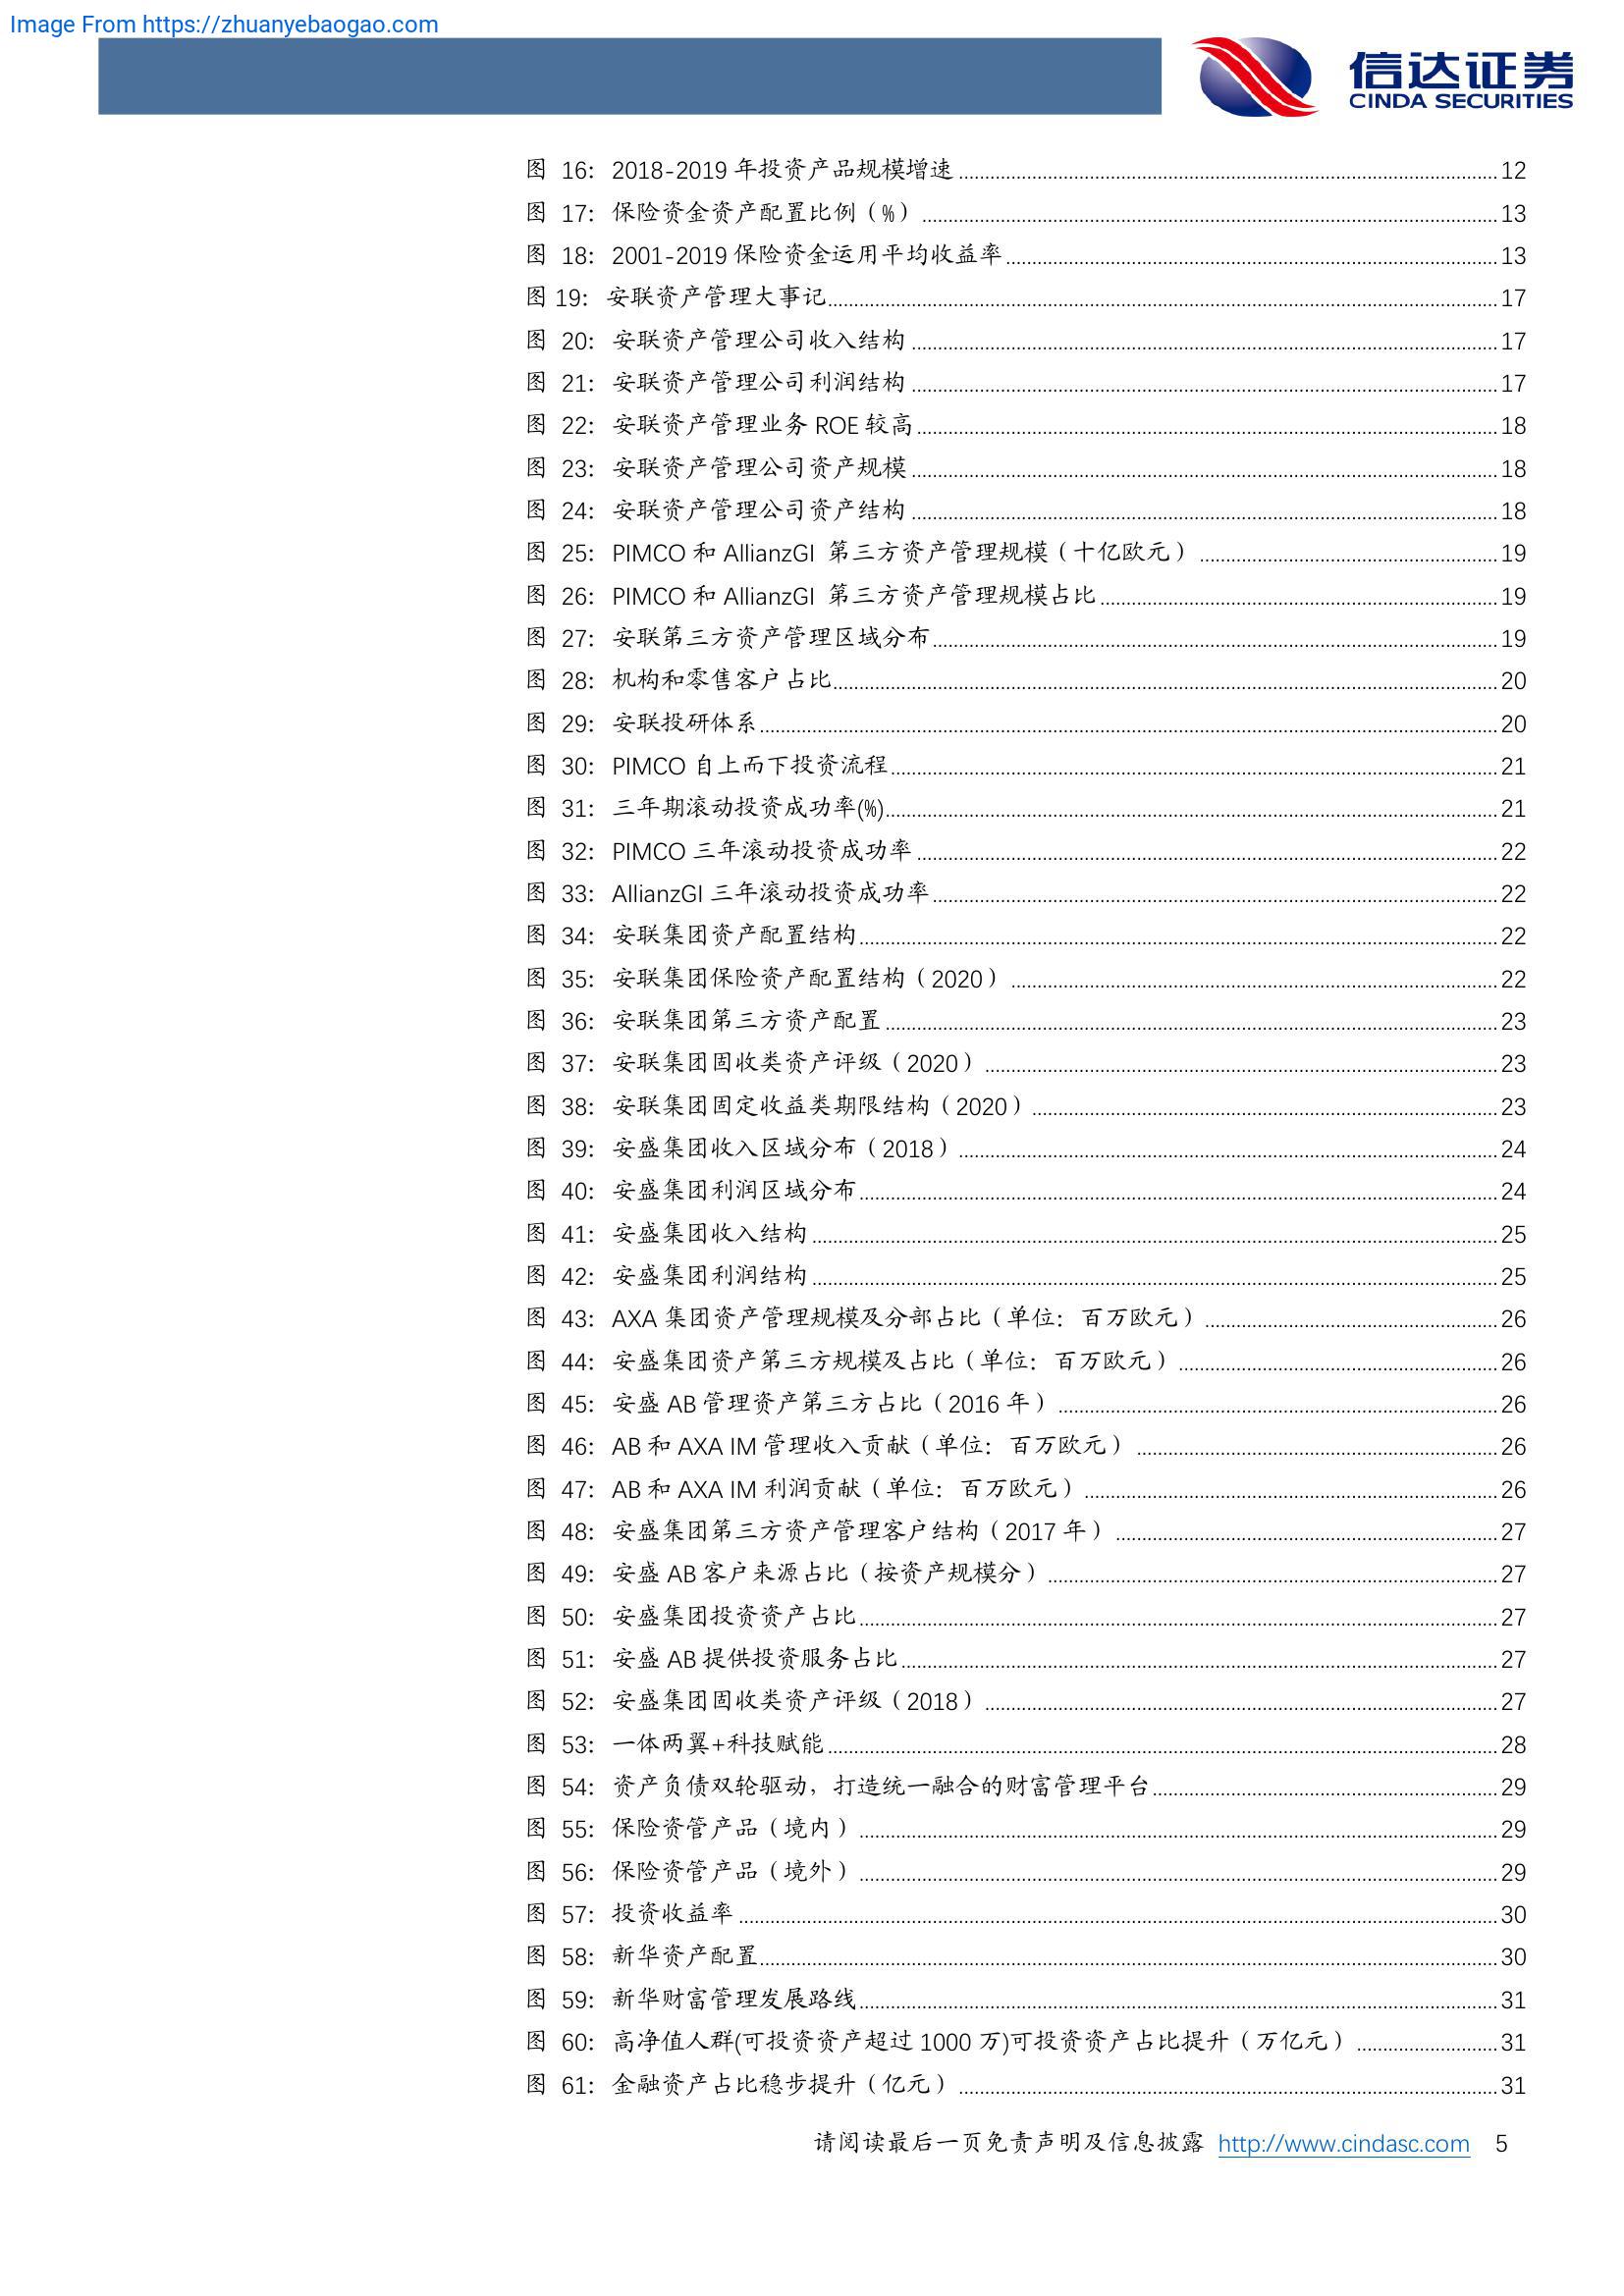 Image From https://zhuanyebaogao.com
信达证券
CINDA SECURITIES
图 16：2018-2019 年投资产品规模增速 12
图 17：保险资金资产配置比例（%） 13
图 18：2001-2019 保险资金运用平均收益率 13
图 19：安联资产管理大事记 17
图 20：安联资产管理公司收入结构 17
图 21：安联资产管理公司利润结构 17
图 22：安联资产管理业务 ROE 较高 18
图 23：安联资产管理公司资产规模 18
图 24：安联资产管理公司资产结构 18
图 25：PIMCO 和 AllianzGI 第三方资产管理规模（十亿欧元） 19
图 26：PIMCO 和 AllianzGI 第三方资产管理规模占比 19
图 27：安联第三方资产管理区域分布 19
图 28：机构和零售客户占比 20
图 29：安联投研体系 20
图 30：PIMCO 自上而下投资流程 21
图 31：三年期滚动投资成功率(%) 21
图 32：PIMCO 三年滚动投资成功率 22
图 33：AllianzGI 三年滚动投资成功率 22
图 34：安联集团资产配置结构 22
图 35：安联集团保险资产配置结构（2020） 22
图 36：安联集团第三方资产配置 23
图 37：安联集团固收类资产评级（2020） 23
图 38：安联集团固定收益类期限结构（2020） 23
图 39：安盛集团收入区域分布（2018） 24
图 40：安盛集团利润区域分布 24
图 41：安盛集团收入结构 25
图 42：安盛集团利润结构 25
图 43：AXA 集团资产管理规模及分部占比（单位：百万欧元） 26
图 44：安盛集团资产第三方规模及占比（单位：百万欧元） 26
图 45：安盛 AB 管理资产第三方占比（2016 年） 26
图 46：AB 和 AXA IM 管理收入贡献（单位：百万欧元） 26
图 47：AB 和 AXA IM 利润贡献（单位：百万欧元） 26
图 48：安盛集团第三方资产管理客户结构（2017 年） 27
图 49：安盛 AB 客户来源占比（按资产规模分） 27
图 50：安盛集团投资资产占比 27
图 51：安盛 AB 提供投资服务占比 27
图 52：安盛集团固收类资产评级（2018） 27
图 53：一体两翼+科技赋能 28
图 54：资产负债双轮驱动，打造统一融合的财富管理平台 29
图 55：保险资管产品（境内） 29
图 56：保险资管产品（境外） 29
图 57：投资收益率 30
图 58：新华资产配置 30
图 59：新华财富管理发展路线 31
图 60：高净值人群(可投资资产超过 1000 万)可投资资产占比提升（万亿元） 31
图 61：金融资产占比稳步提升（亿元） 31
请阅读最后一页免责声明及信息披露 http://www.cindasc.com 5